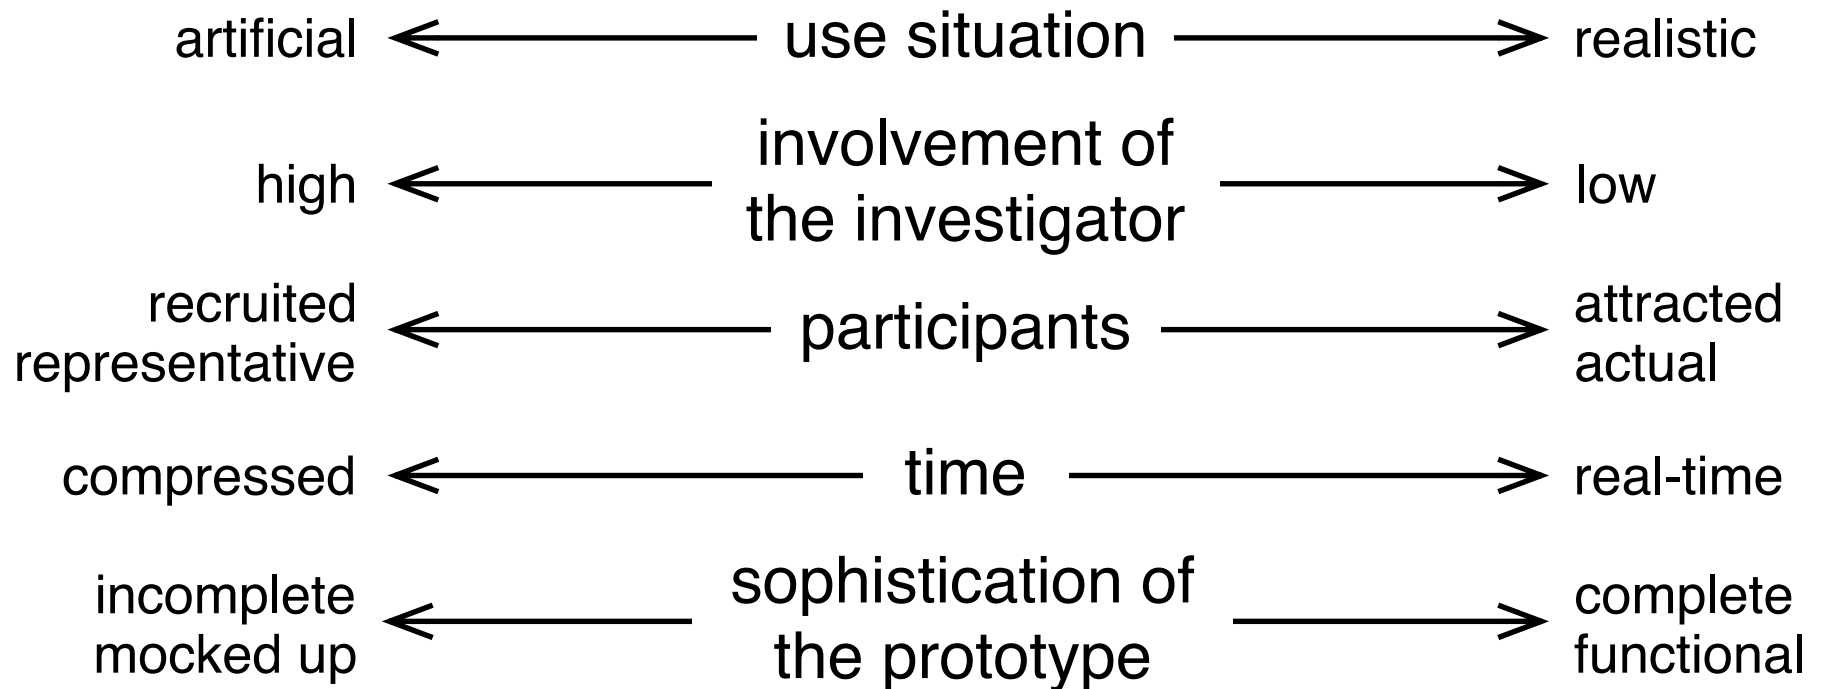 artificial use situation realistic
high involvement of the investigator low
recruited representative participants attracted actual
compressed time real-time
incomplete mocked up sophistication of the prototype complete functional